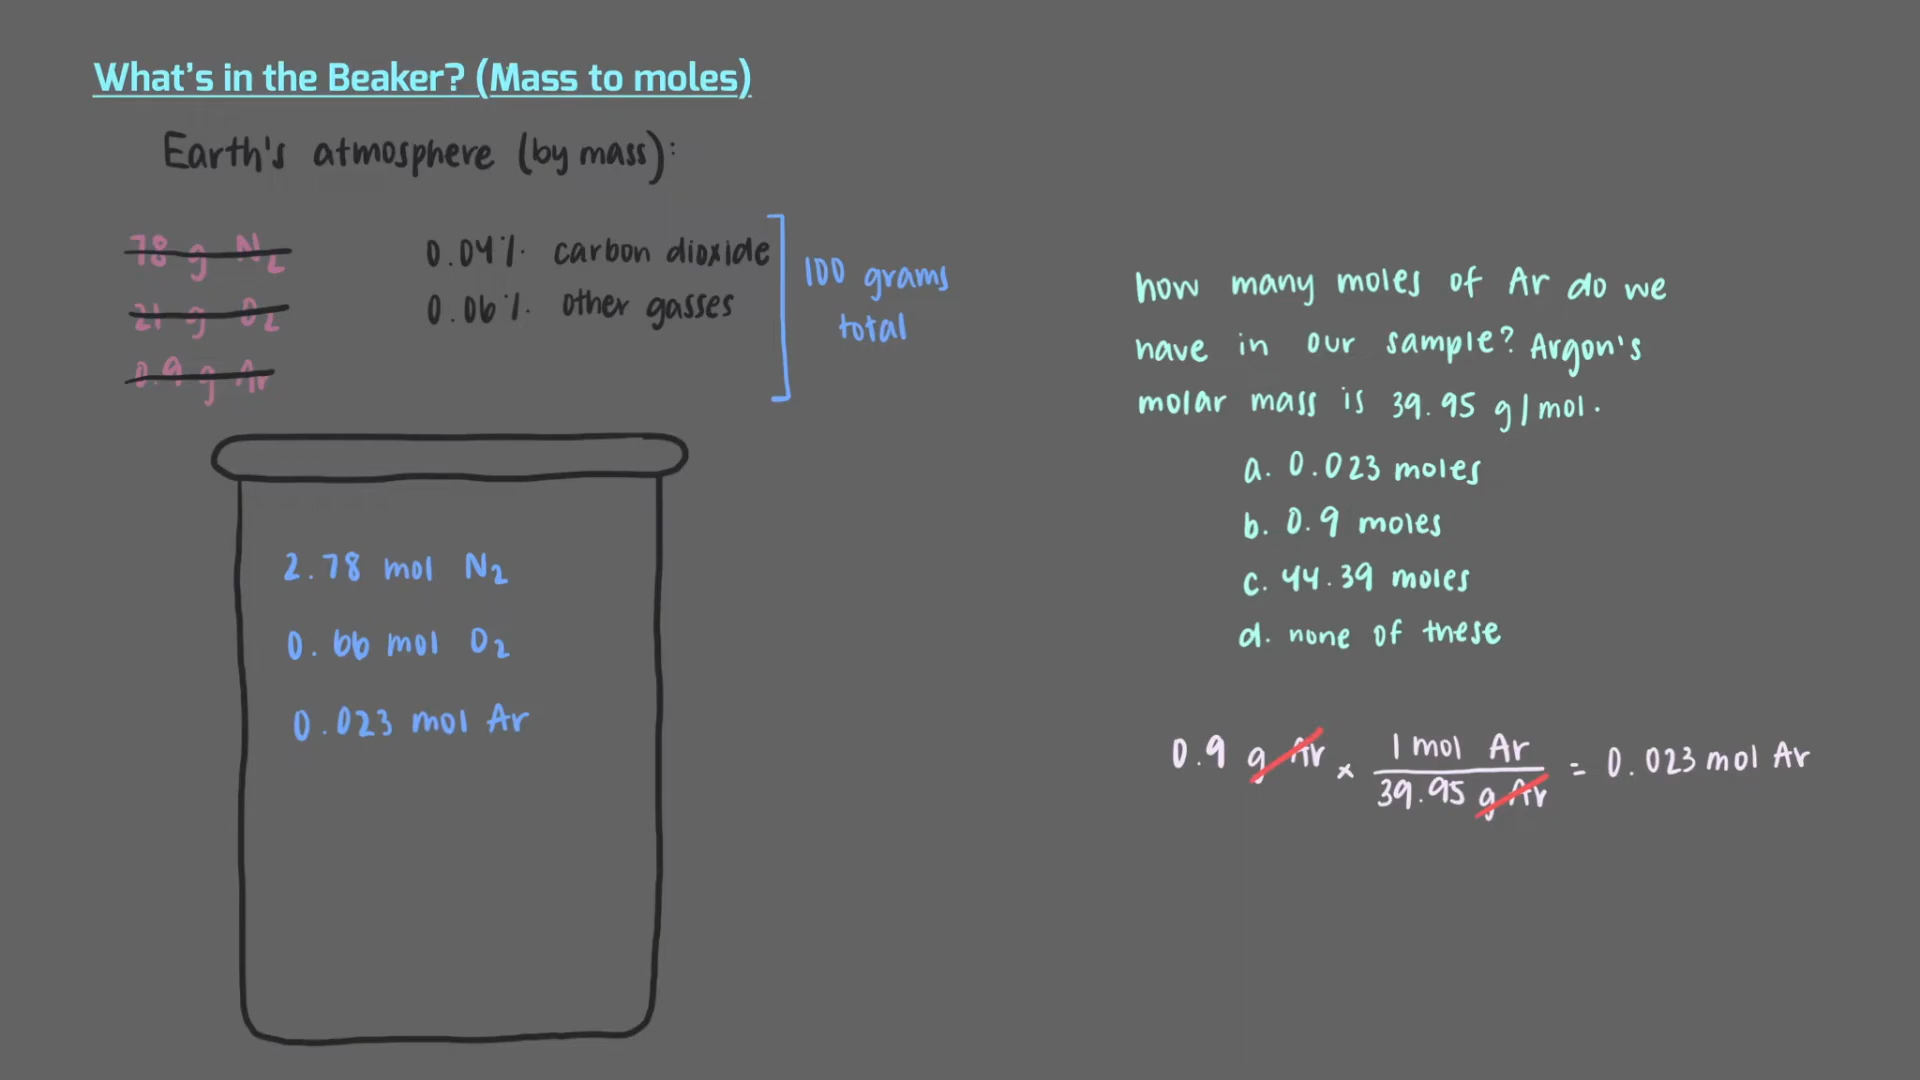 What's in the Beaker? (Mass to moles)
Earth's atmosphere (by mass):
78 g N₂
21 g O₂
0.9 g Ar
0.04% carbon dioxide
0.06% other gasses
100 grams
total
2.78 mol N₂
0.66 mol O₂
0.023 mol Ar
how many moles of Ar do we
have in our sample? Argon's
molar mass is 39.95 g/mol.
a. 0.023 moles
b. 0.9 moles
c. 44.39 moles
d. none of these
0.9 g Ar × 1 mol Ar / 39.95 g Ar = 0.023 mol Ar